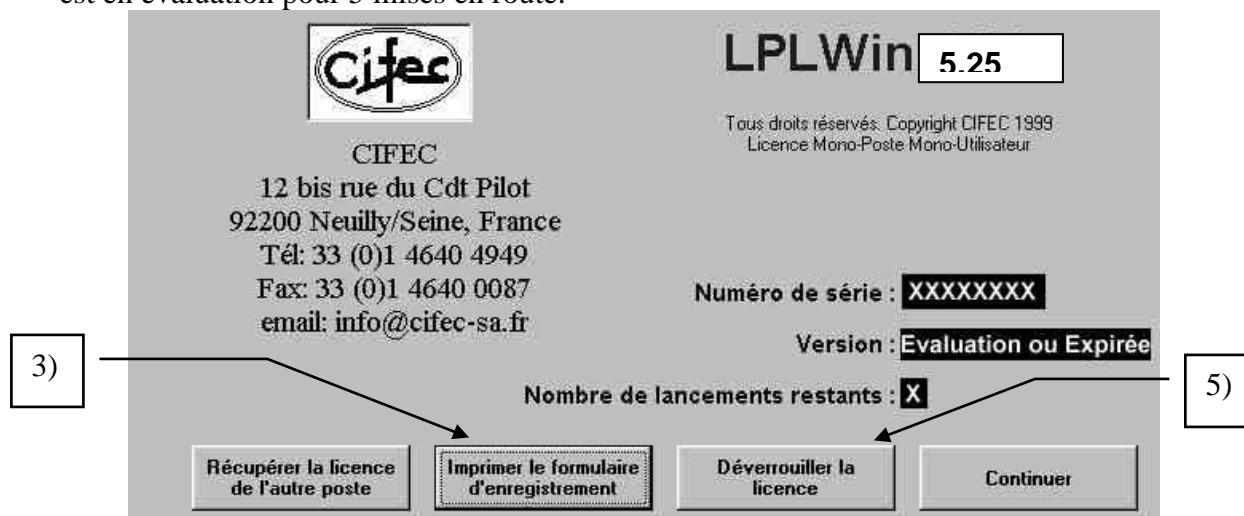 est en évaluation pour 5 mises en route.
Cifec
LPLWin 5.25
Tous droits réservés. Copyright CIFEC 1999
Licence Mono-Poste Mono-Utilisateur
CIFEC
12 bis rue du Cdt Pilot
92200 Neuilly/Seine, France
Tél: 33 (0)1 4640 4949
Fax: 33 (0)1 4640 0087
email: info@cifec-sa.fr
Numéro de série : XXXXXXXX
Version : Evaluation ou Expirée
Nombre de lancements restants : X
3)
5)
Récupérer la licence
de l'autre poste
Imprimer le formulaire
d'enregistrement
Déverrouiller la
licence
Continuer